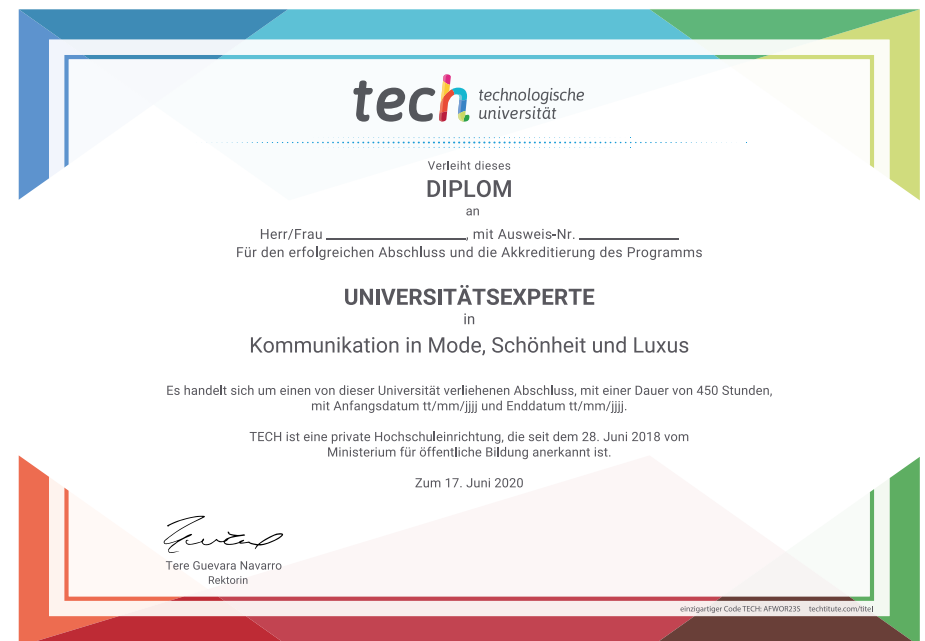 tech technologische
universität
Verleiht dieses
DIPLOM
an
Herr/Frau ____________________, mit Ausweis-Nr. ______________
Für den erfolgreichen Abschluss und die Akkreditierung des Programms
UNIVERSITÄTSEXPERTE
in
Kommunikation in Mode, Schönheit und Luxus
Es handelt sich um einen von dieser Universität verliehenen Abschluss, mit einer Dauer von 450 Stunden,
mit Anfangsdatum tt/mm/jjjj und Enddatum tt/mm/jjjj.
TECH ist eine private Hochschuleinrichtung, die seit dem 28. Juni 2018 vom
Ministerium für öffentliche Bildung anerkannt ist.
Zum 17. Juni 2020
Tere Guevara Navarro
Rektorin
einzigartiger Code TECH: AFWOR235 techtitute.com/titel